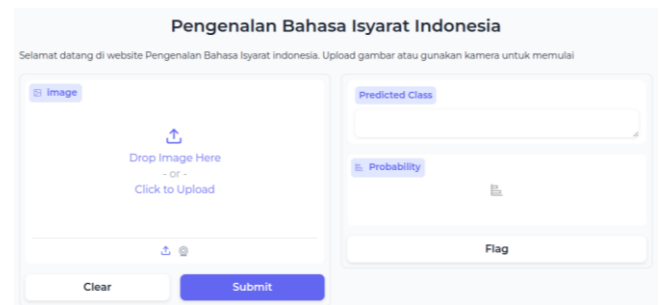 Pengenalan Bahasa Isyarat Indonesia
Selamat datang di website Pengenalan Bahasa Isyarat indonesia. Upload gambar atau gunakan kamera untuk memulai
image
Drop Image Here
- or -
Click to Upload
Clear
Submit
Predicted Class
Probability
Flag